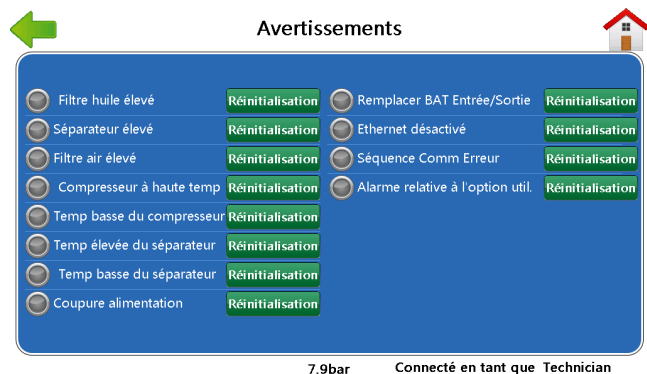 Avertissements
Filtre huile élevé Réinitialisation
Séparateur élevé Réinitialisation
Filtre air élevé Réinitialisation
Compresseur à haute temp Réinitialisation
Temp basse du compresseur Réinitialisation
Temp élevée du séparateur Réinitialisation
Temp basse du séparateur Réinitialisation
Coupure alimentation Réinitialisation
Remplacer BAT Entrée/Sortie Réinitialisation
Ethernet désactivé Réinitialisation
Séquence Comm Erreur Réinitialisation
Alarme relative à l'option util. Réinitialisation
7.9bar Connecté en tant que Technician